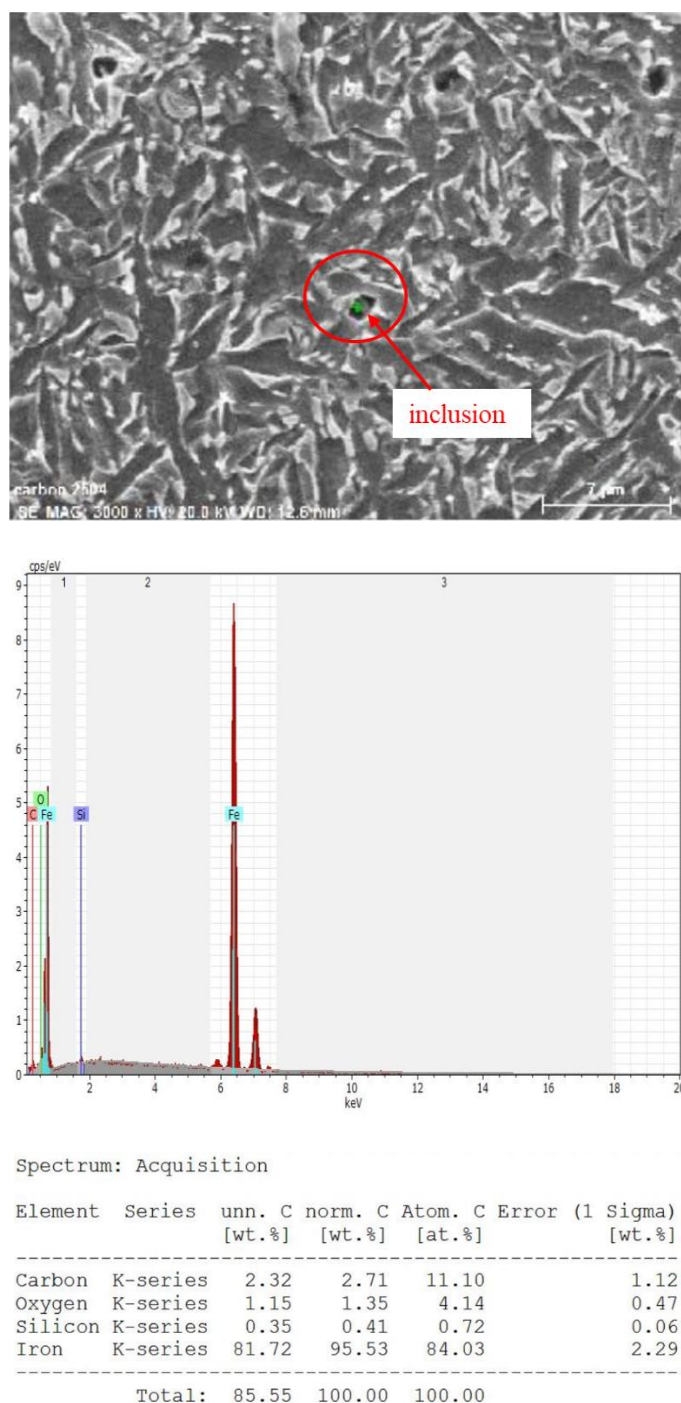 inclusion
carbon 2504
7 µm
SE MAG: 3000 x HV: 20.0 kV WD: 12.6 mm
cps/eV
1 2 3
9
8
7
6
5
4
3
2
1
0
O
C Fe Si Fe
2 4 6 8 10 12 14 16 18 20
keV
Spectrum: Acquisition
Element Series unn. C norm. C Atom. C Error (1 Sigma)
[wt.%] [wt.%] [at.%] [wt.%]
Carbon K-series 2.32 2.71 11.10 1.12
Oxygen K-series 1.15 1.35 4.14 0.47
Silicon K-series 0.35 0.41 0.72 0.06
Iron K-series 81.72 95.53 84.03 2.29
Total: 85.55 100.00 100.00